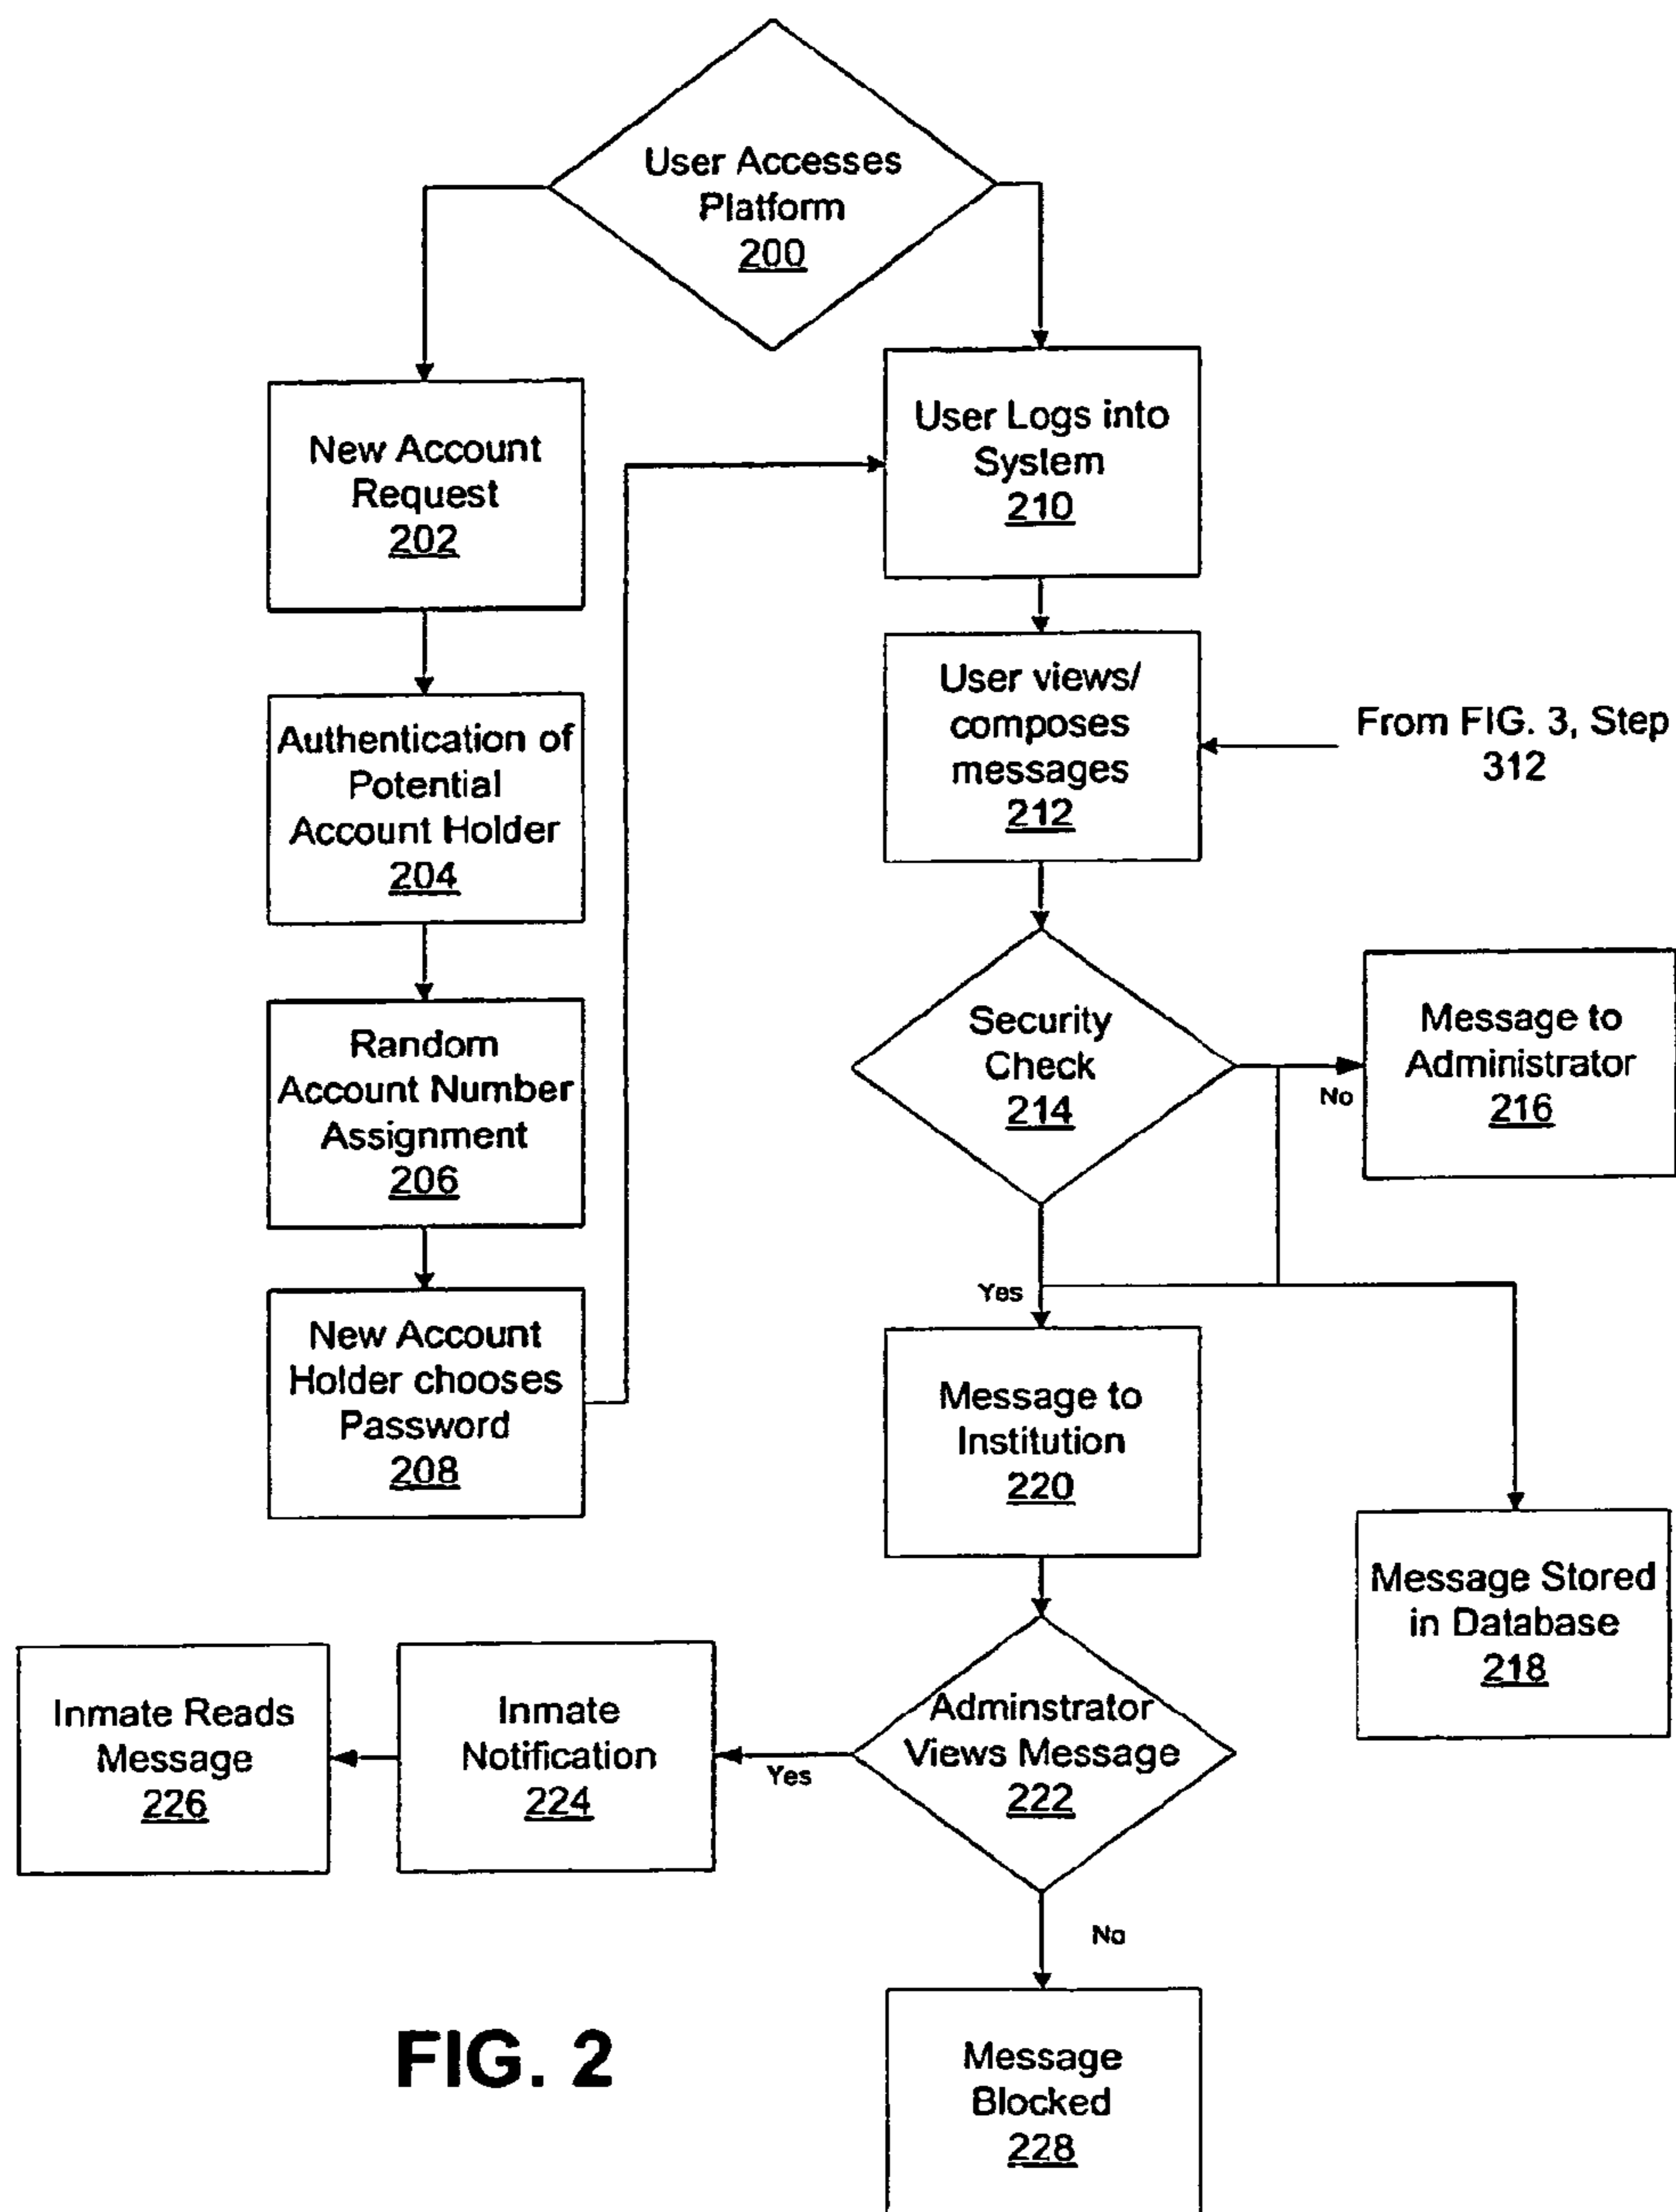 User Accesses
Platform
200
New Account
Request
202
Authentication of
Potential
Account Holder
204
Random
Account Number
Assignment
206
New Account
Holder chooses
Password
208
User Logs into
System
210
User views/
composes
messages
212
From FIG. 3, Step
312
Security
Check
214
No
Message to
Administrator
216
Yes
Message to
Institution
220
Message Stored
in Database
218
Adminstrator
Views Message
222
Yes
Inmate
Notification
224
Inmate Reads
Message
226
No
Message
Blocked
228
FIG. 2